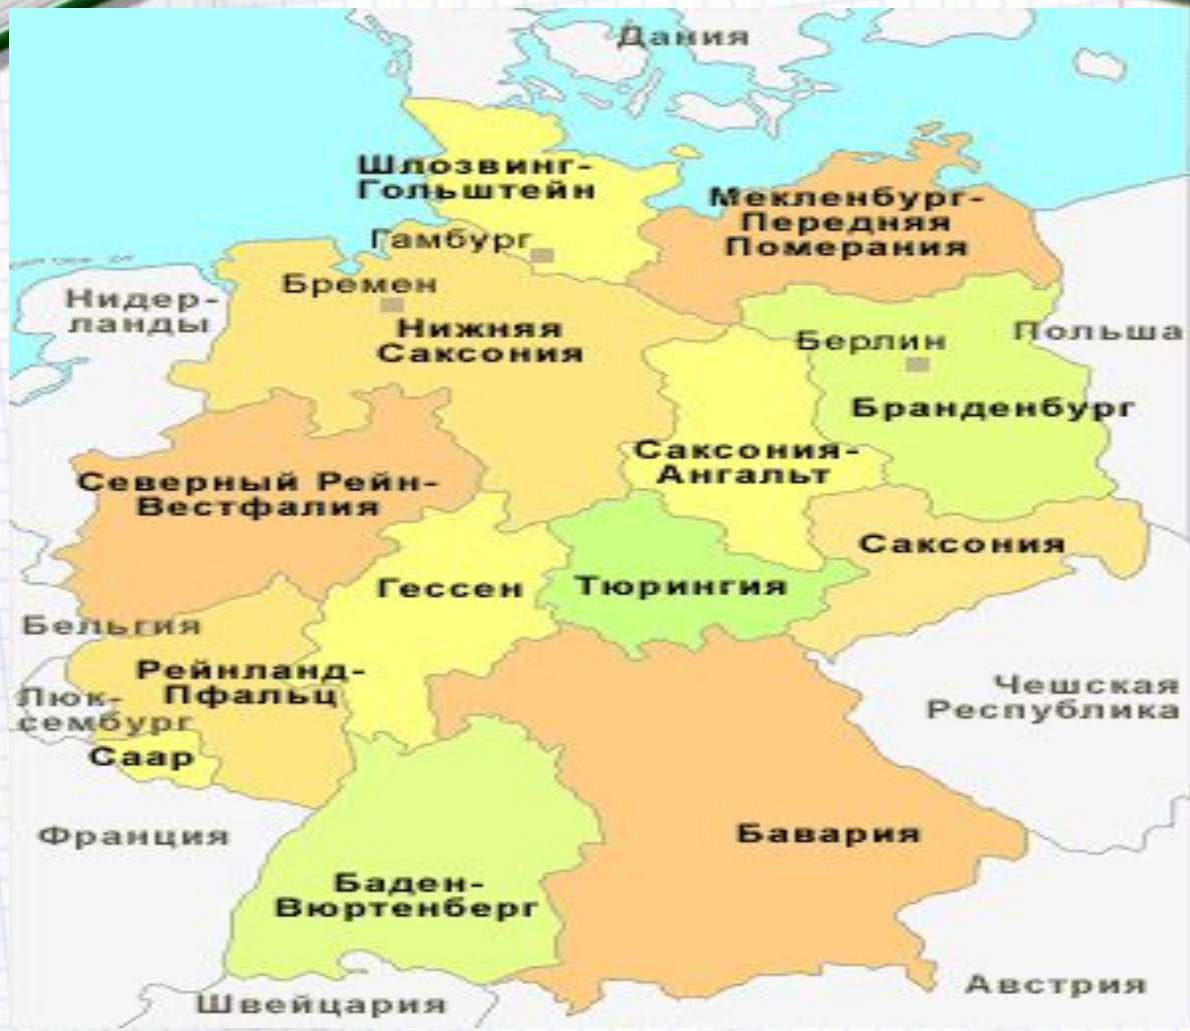 Дания
Шлозвинг-
Гольштейн
Мекленбург-
Передняя
Померания
Гамбург
Бремен
Нидер-
ланды
Нижняя
Саксония
Берлин
Польша
Бранденбург
Саксония-
Ангальт
Северный Рейн-
Вестфалия
Саксония
Гессен
Тюрингия
Бельгия
Рейнланд-
Пфальц
Люк-
сембург
Чешская
Республика
Саар
Франция
Бавария
Баден-
Вюртенберг
Австрия
Швейцария